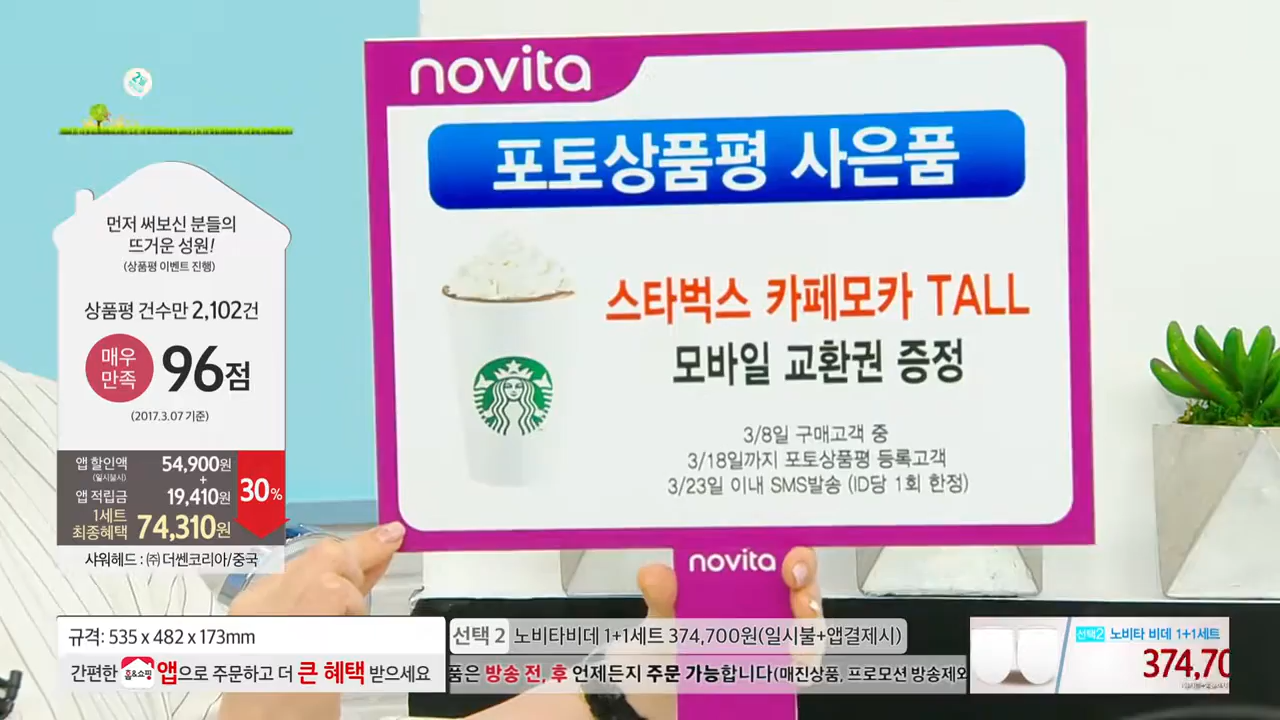 novita
포토상품평 사은품
스타벅스 카페모카 TALL
모바일 교환권 증정
3/8일 구매고객 중
3/18일까지 포토상품평 등록고객
3/23일 이내 SMS발송 (ID당 1회 한정)
novita
먼저 써보신 분들의
뜨거운 성원!
(상품평 이벤트 진행)
상품평 건수만 2,102건
매우
만족
96점
(2017.3.07 기준)
앱 할인액 54,900원
(일시불시)
+
앱 적립금 19,410원
30%
1세트
최종혜택 74,310원
샤워헤드 : ㈜더쎈코리아/중국
규격: 535 x 482 x 173mm
선택 2 노비타비데 1+1세트 374,700원(일시불+앱결제시)
간편한 홈&쇼핑 앱으로 주문하고 더 큰 혜택 받으세요
품은 방송 전, 후 언제든지 주문 가능합니다(매진상품, 프로모션 방송제외
선택2 노비타 비데 1+1세트
374,70